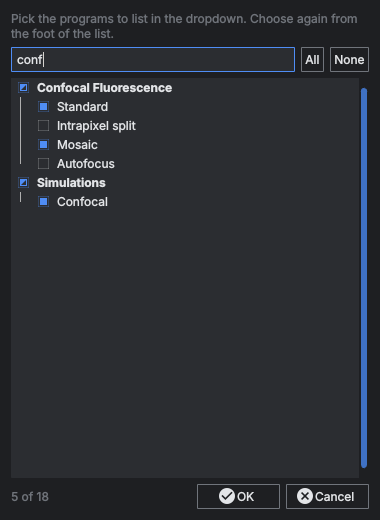 Pick the programs to list in the dropdown. Choose again from
the foot of the list.
conf
All
None
Confocal Fluorescence
Standard
Intrapixel split
Mosaic
Autofocus
Simulations
Confocal
5 of 18
OK
Cancel